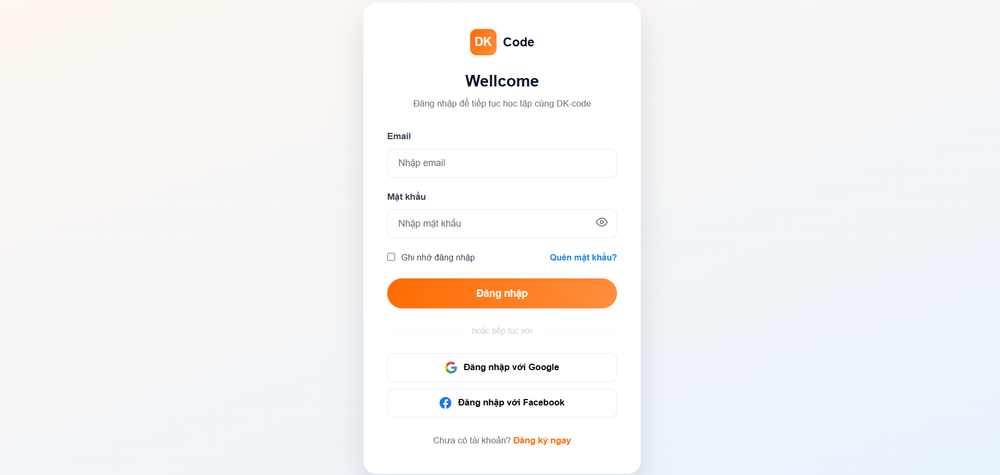 DK Code
Wellcome
Đăng nhập để tiếp tục học tập cùng DK-code
Email
Nhập email
Mật khẩu
Nhập mật khẩu
Ghi nhớ đăng nhập Quên mật khẩu?
Đăng nhập
hoặc tiếp tục với
Đăng nhập với Google
Đăng nhập với Facebook
Chưa có tài khoản? Đăng ký ngay